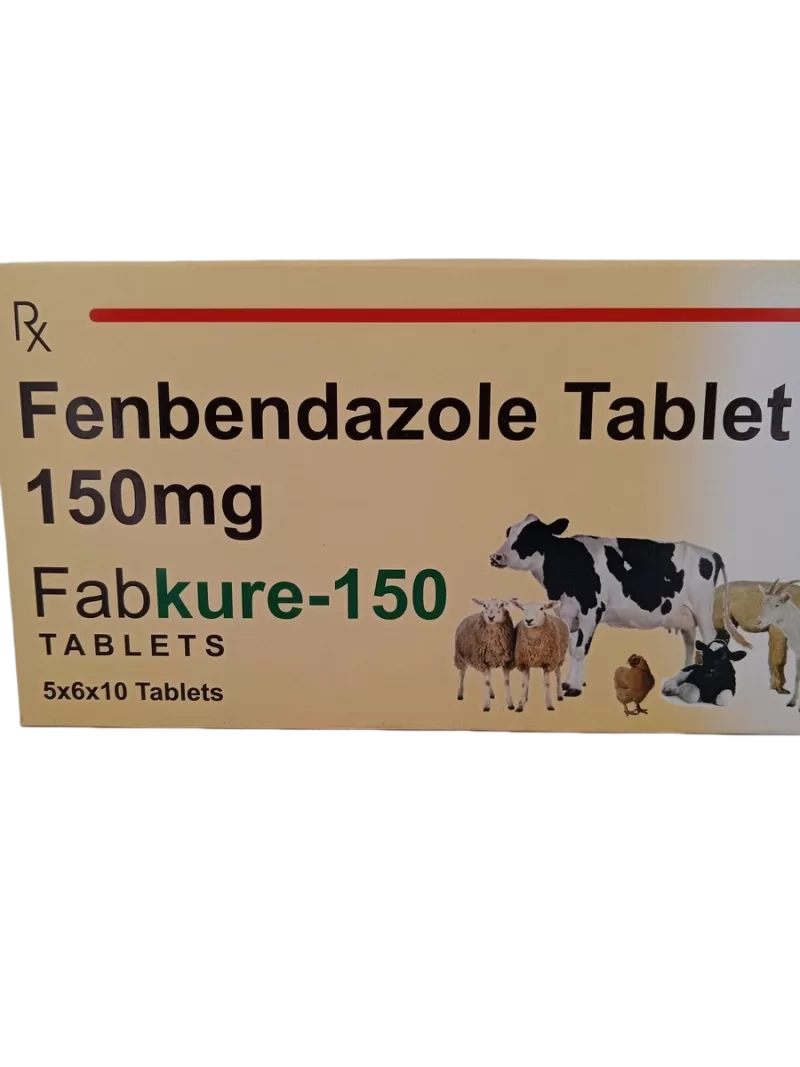 Rx
Fenbendazole Tablet
150mg
Fabkure-150
TABLETS
5x6x10 Tablets